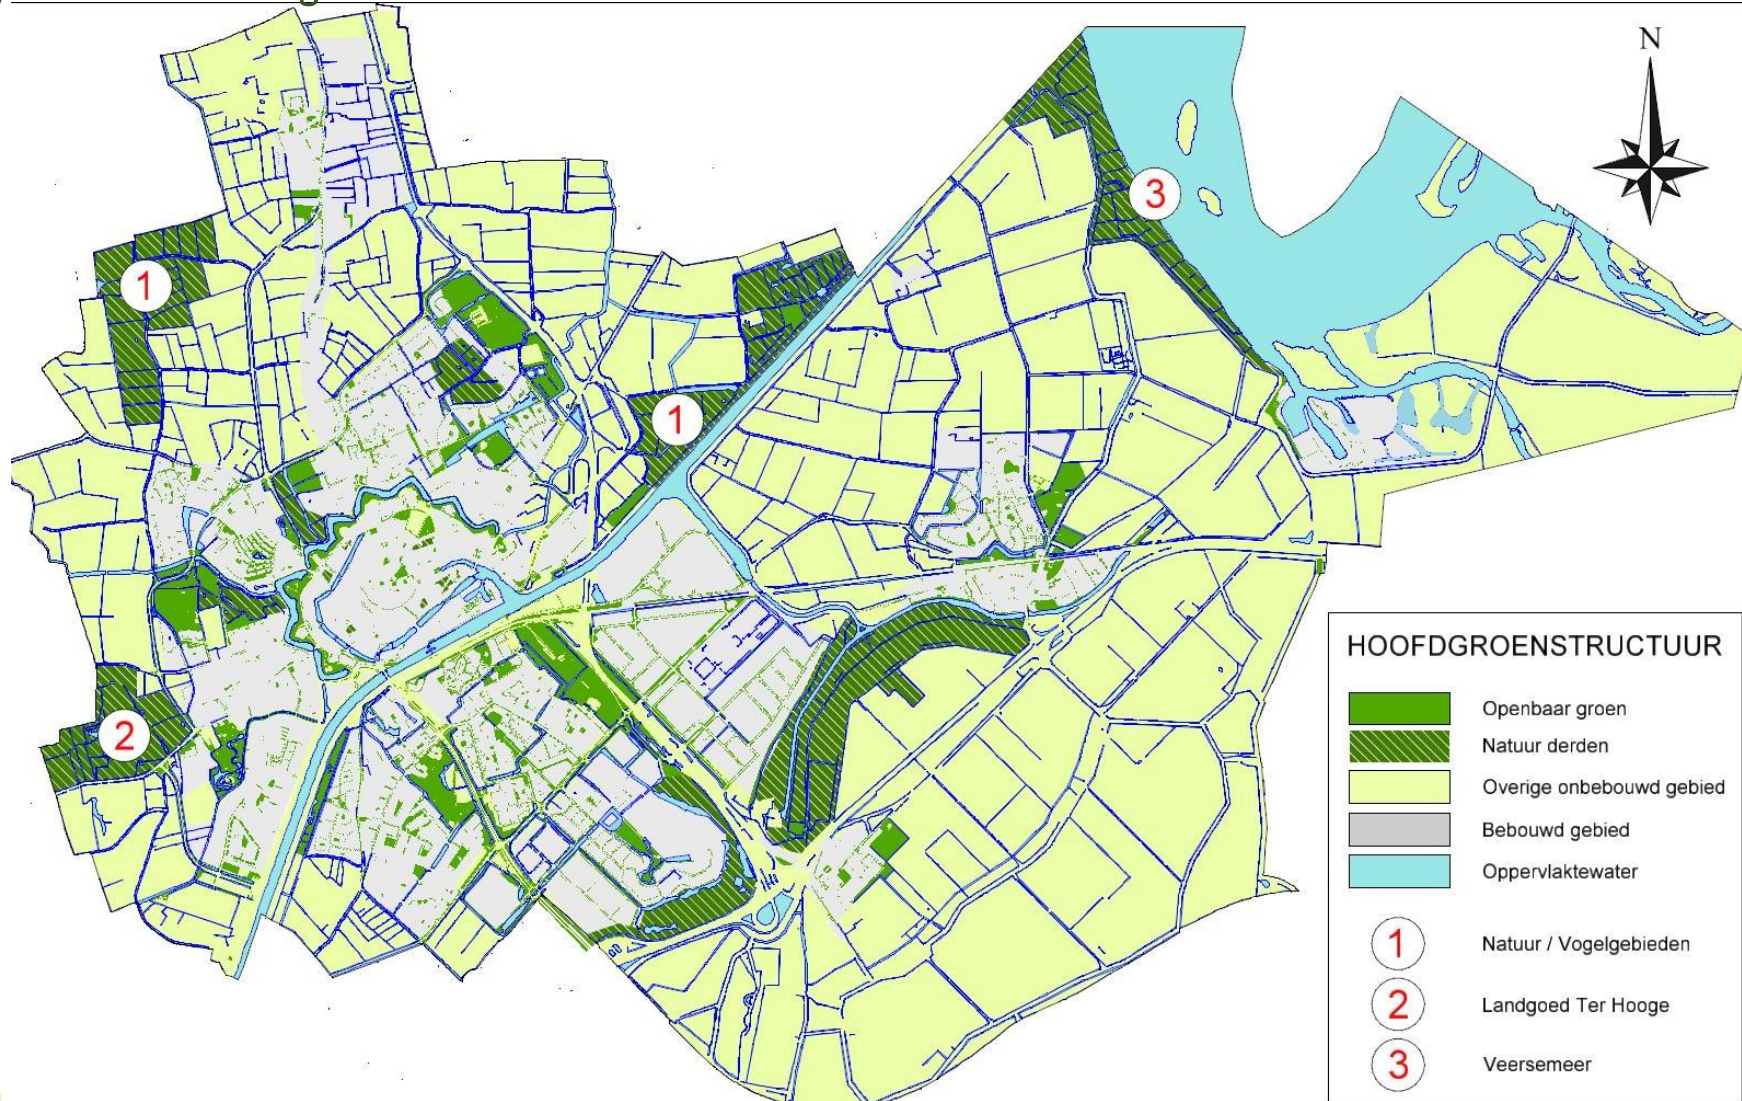 N
3
1
1
2
HOOFDGROENSTRUCTUUR
Openbaar groen
Natuur derden
Overige onbebouwd gebied
Bebouwd gebied
Oppervlaktewater
1 Natuur / Vogelgebieden
2 Landgoed Ter Hooge
3 Veersemeer